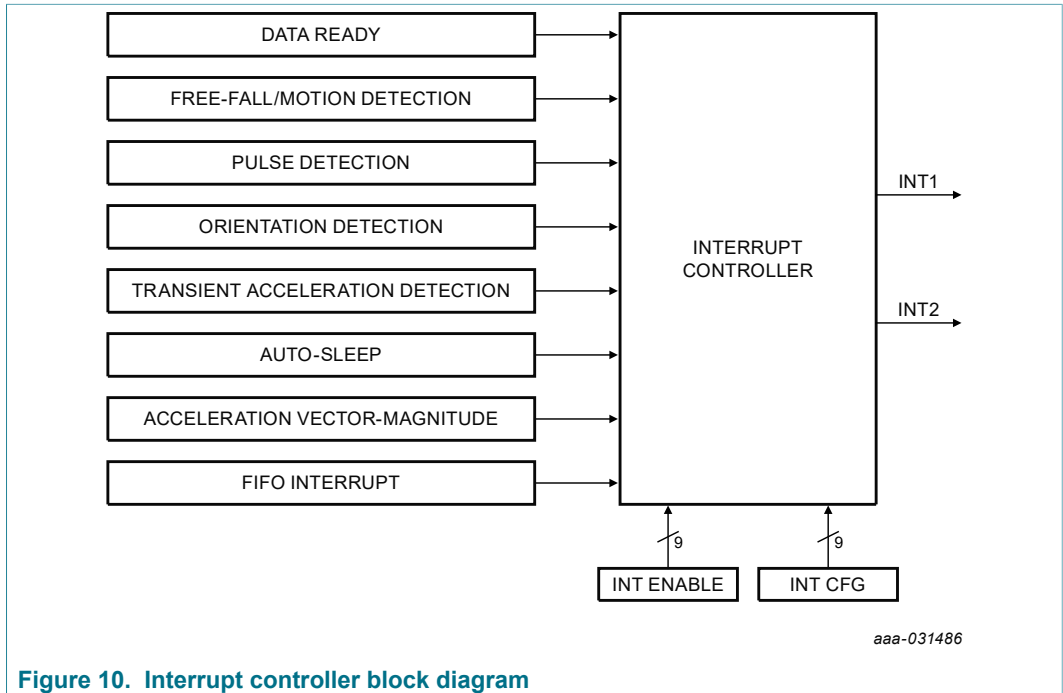 DATA READY
FREE-FALL/MOTION DETECTION
PULSE DETECTION
ORIENTATION DETECTION
TRANSIENT ACCELERATION DETECTION
AUTO-SLEEP
ACCELERATION VECTOR-MAGNITUDE
FIFO INTERRUPT
INTERRUPT
CONTROLLER
INT1
INT2
9
9
INT ENABLE
INT CFG
aaa-031486
Figure 10. Interrupt controller block diagram